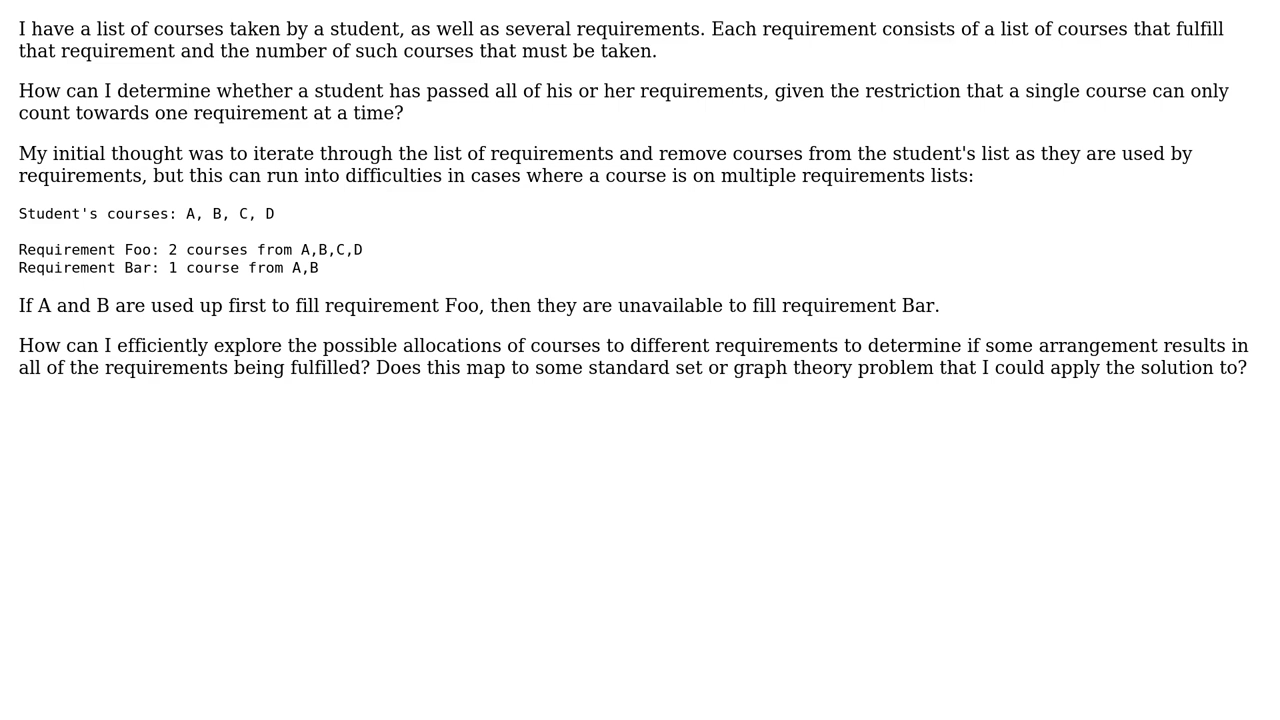 I have a list of courses taken by a student, as well as several requirements. Each requirement consists of a list of courses that fulfill
that requirement and the number of such courses that must be taken.
How can I determine whether a student has passed all of his or her requirements, given the restriction that a single course can only
count towards one requirement at a time?
My initial thought was to iterate through the list of requirements and remove courses from the student's list as they are used by
requirements, but this can run into difficulties in cases where a course is on multiple requirements lists:
Student's courses: A, B, C, D
Requirement Foo: 2 courses from A,B,C,D
Requirement Bar: 1 course from A,B
If A and B are used up first to fill requirement Foo, then they are unavailable to fill requirement Bar.
How can I efficiently explore the possible allocations of courses to different requirements to determine if some arrangement results in
all of the requirements being fulfilled? Does this map to some standard set or graph theory problem that I could apply the solution to?